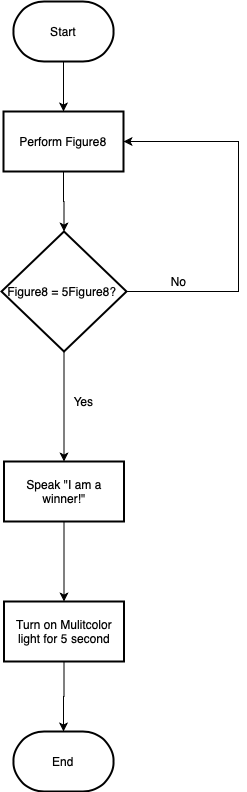 Start
Perform Figure8
Figure8 = 5Figure8?
No
Yes
Speak "I am a
winner!"
Turn on Mulitcolor
light for 5 second
End